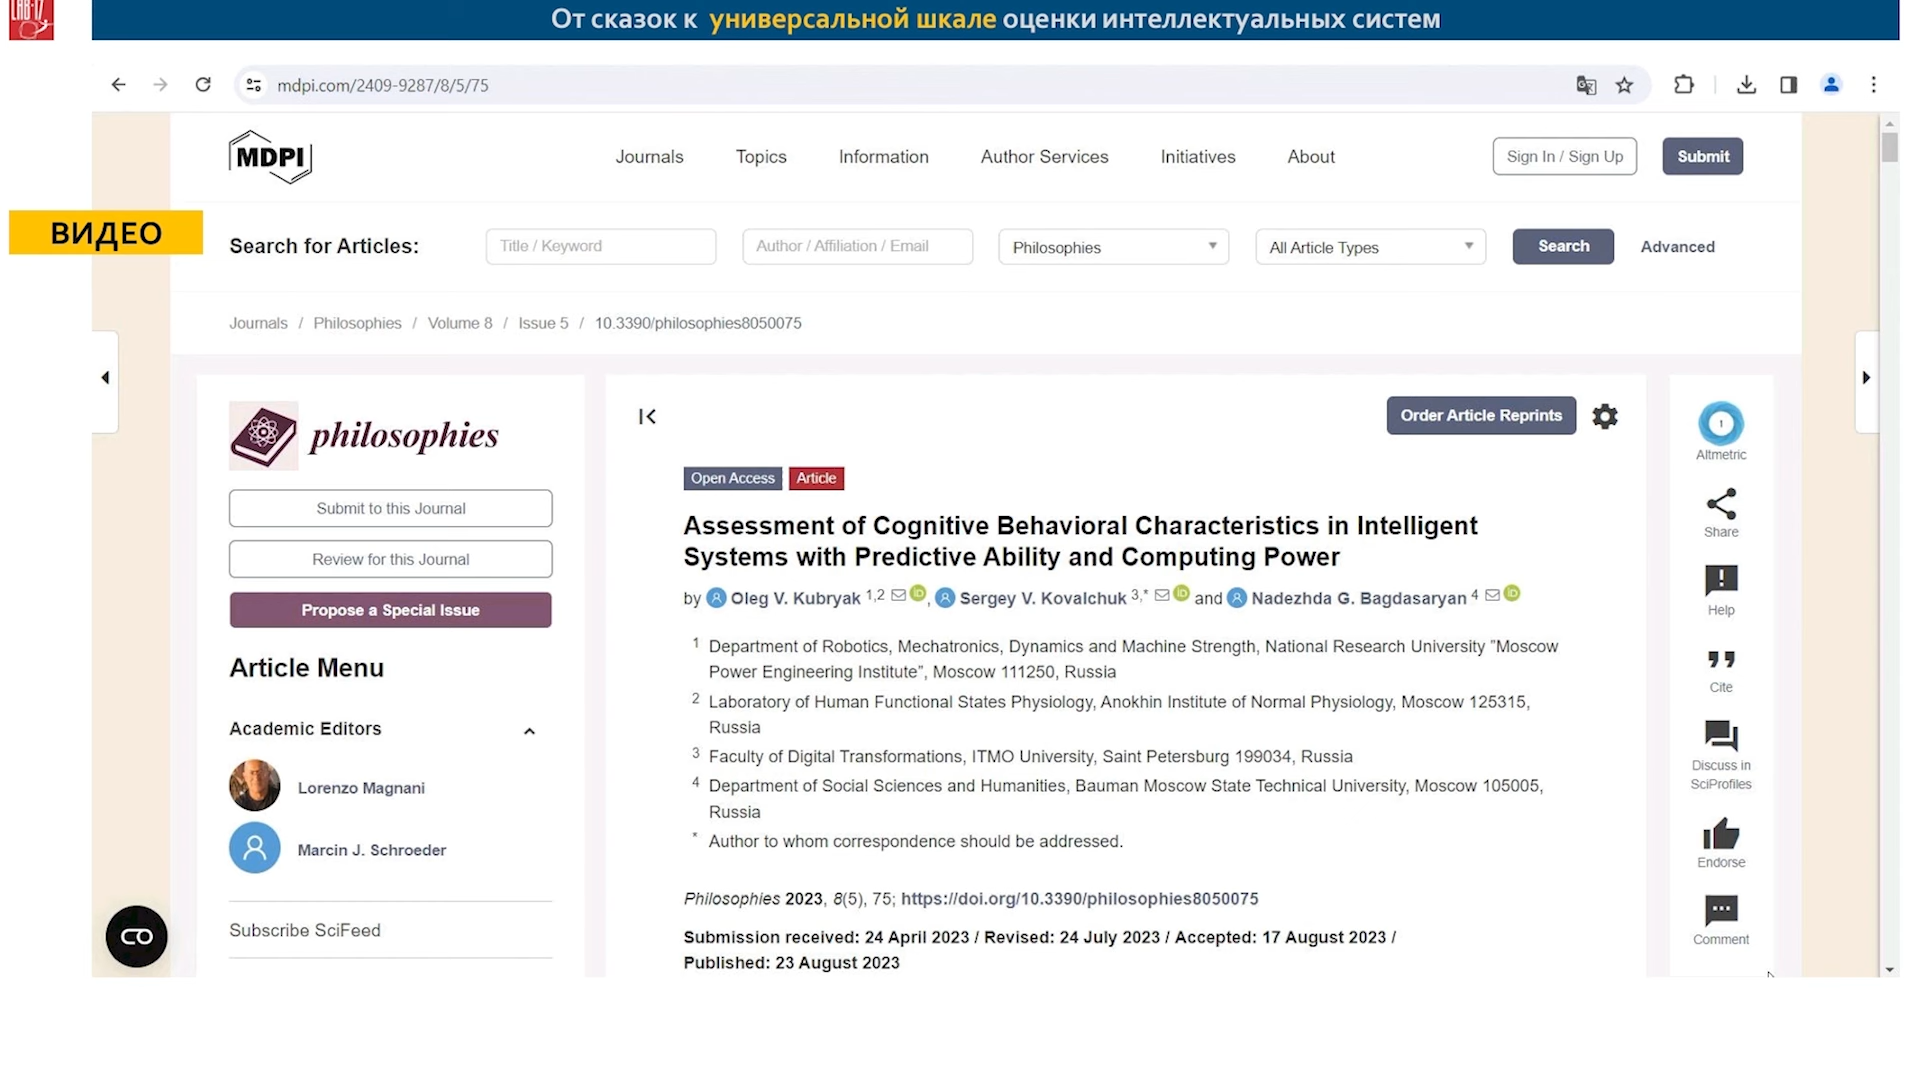 LAB-17
От сказок к универсальной шкале оценки интеллектуальных систем
mdpi.com/2409-9287/8/5/75
MDPI
Journals
Topics
Information
Author Services
Initiatives
About
Sign In / Sign Up
Submit
ВИДЕО
Search for Articles:
Title / Keyword
Author / Affiliation / Email
Philosophies
All Article Types
Search
Advanced
Journals / Philosophies / Volume 8 / Issue 5 / 10.3390/philosophies8050075
philosophies
Submit to this Journal
Review for this Journal
Propose a Special Issue
Article Menu
Academic Editors
Lorenzo Magnani
Marcin J. Schroeder
Subscribe SciFeed
Order Article Reprints
Open Access Article
Assessment of Cognitive Behavioral Characteristics in Intelligent
Systems with Predictive Ability and Computing Power
by Oleg V. Kubryak 1,2 iD, Sergey V. Kovalchuk 3,* iD and Nadezhda G. Bagdasaryan 4 iD
1 Department of Robotics, Mechatronics, Dynamics and Machine Strength, National Research University "Moscow
Power Engineering Institute", Moscow 111250, Russia
2 Laboratory of Human Functional States Physiology, Anokhin Institute of Normal Physiology, Moscow 125315,
Russia
3 Faculty of Digital Transformations, ITMO University, Saint Petersburg 199034, Russia
4 Department of Social Sciences and Humanities, Bauman Moscow State Technical University, Moscow 105005,
Russia
* Author to whom correspondence should be addressed.
Philosophies 2023, 8(5), 75; https://doi.org/10.3390/philosophies8050075
Submission received: 24 April 2023 / Revised: 24 July 2023 / Accepted: 17 August 2023 /
Published: 23 August 2023
1
Altmetric
Share
Help
Cite
Discuss in
SciProfiles
Endorse
Comment